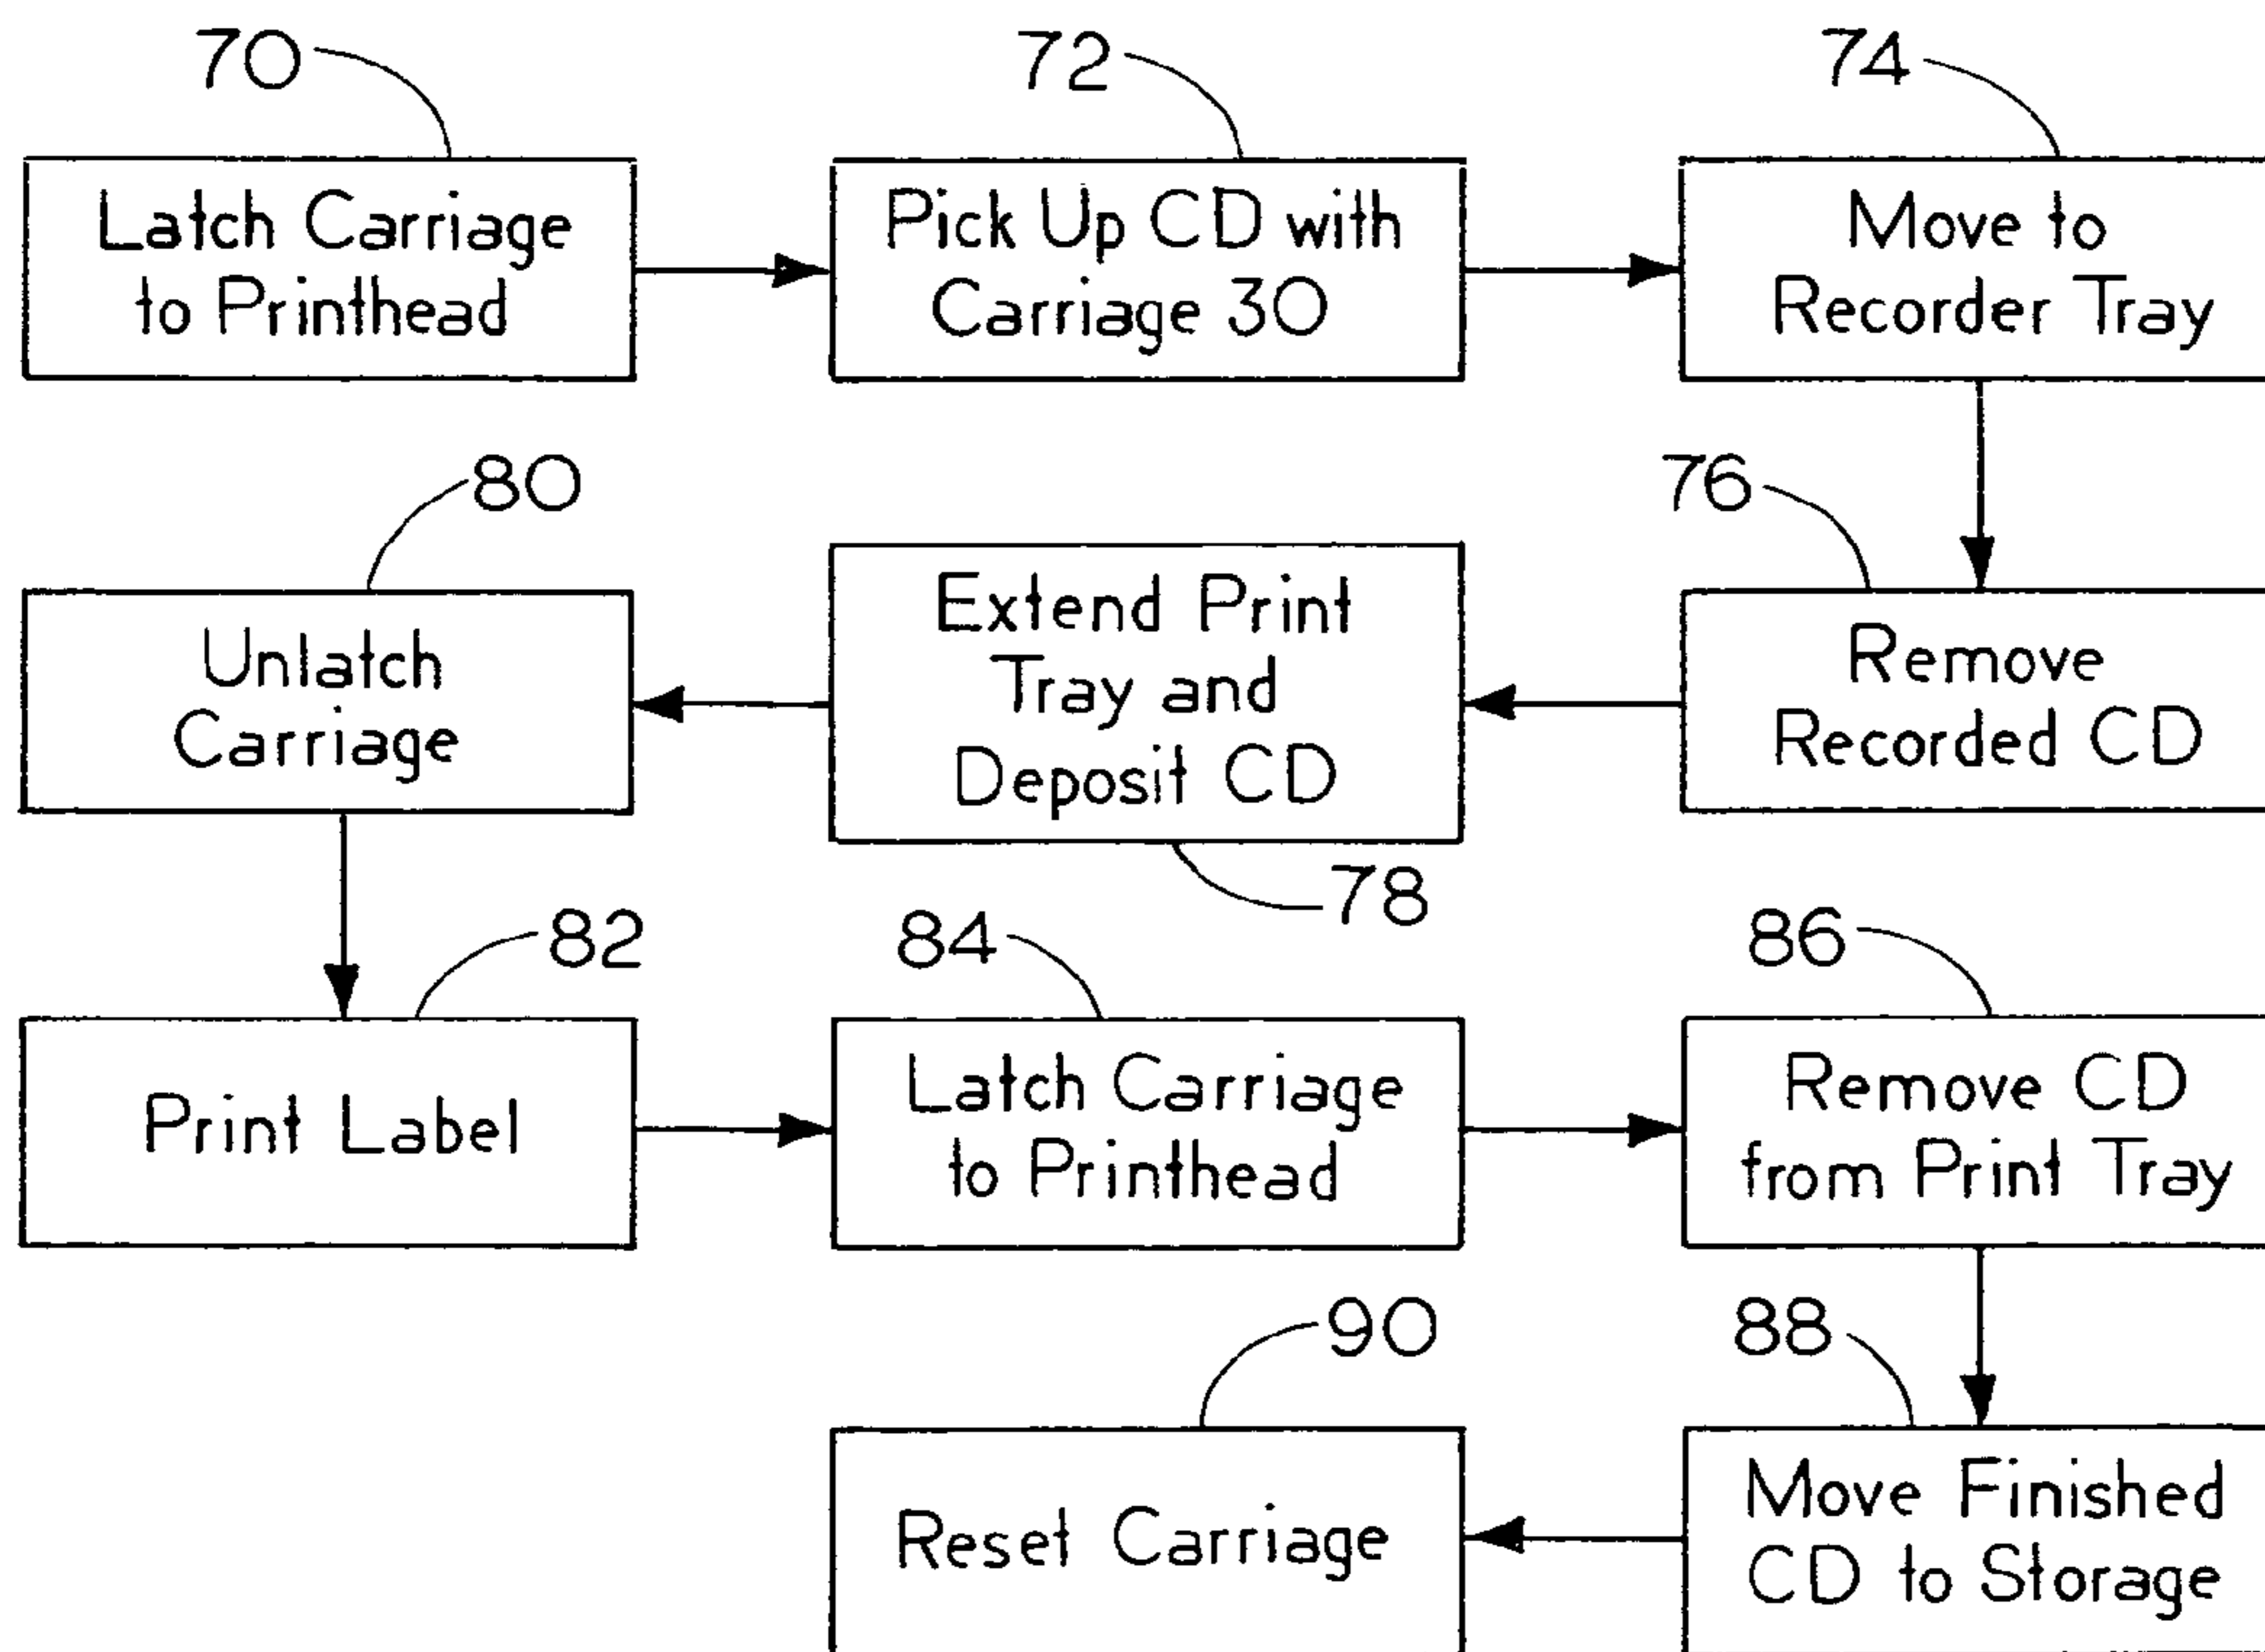 70
Latch Carriage
to Printhead
72
Pick Up CD with
Carriage 30
74
Move to
Recorder Tray
76
Remove
Recorded CD
Extend Print
Tray and
Deposit CD
78
80
Unlatch
Carriage
82
Print Label
84
Latch Carriage
to Printhead
86
Remove CD
from Print Tray
88
Move Finished
CD to Storage
90
Reset Carriage